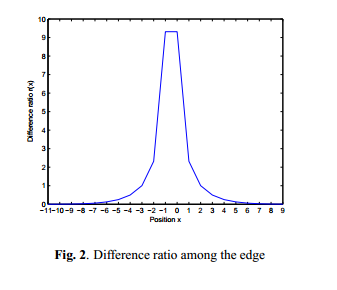 10
9
8
7
6
5
4
3
2
1
0
Difference ratio r(x)
-11-10-9 -8 -7 -6 -5 -4 -3 -2 -1 0 1 2 3 4 5 6 7 8 9
Position x
Fig. 2. Difference ratio among the edge